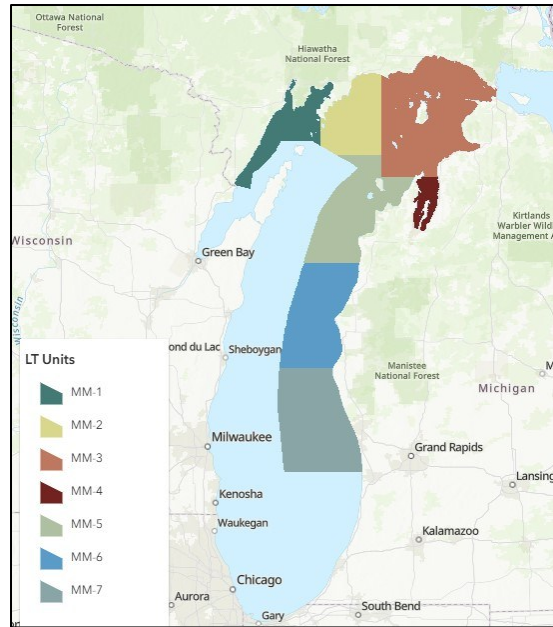 Ottawa National
Forest
Hiawatha
National Forest
Kirtlands
Warbler Wild
Management A
Wisconsin
Wisconsin
Green Bay
ond du Lac
Sheboygan
Manistee
National Forest
M
Michigan
LT Units
MM-1
MM-2
MM-3
MM-4
MM-5
MM-6
MM-7
Milwaukee
Grand Rapids
Lansing
Kenosha
Waukegan
Kalamazoo
Chicago
Aurora
Gary
South Bend